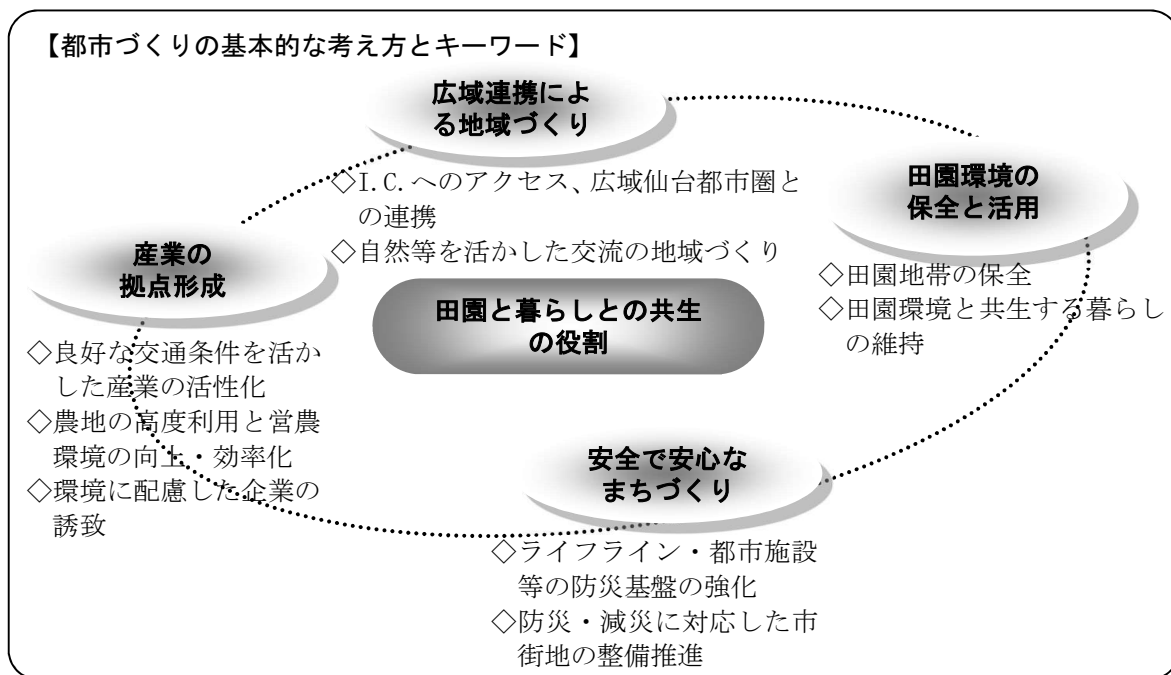 【都市づくりの基本的な考え方とキーワード】
広域連携によ
る地域づくり
◇I.C.へのアクセス、広域仙台都市圏と
の連携
◇自然等を活かした交流の地域づくり
田園環境の
保全と活用
◇田園地帯の保全
◇田園環境と共生する暮らし
の維持
産業の
拠点形成
◇良好な交通条件を活か
した産業の活性化
◇農地の高度利用と営農
環境の向上・効率化
◇環境に配慮した企業の
誘致
田園と暮らしとの共生
の役割
安全で安心な
まちづくり
◇ライフライン・都市施設
等の防災基盤の強化
◇防災・減災に対応した市
街地の整備推進